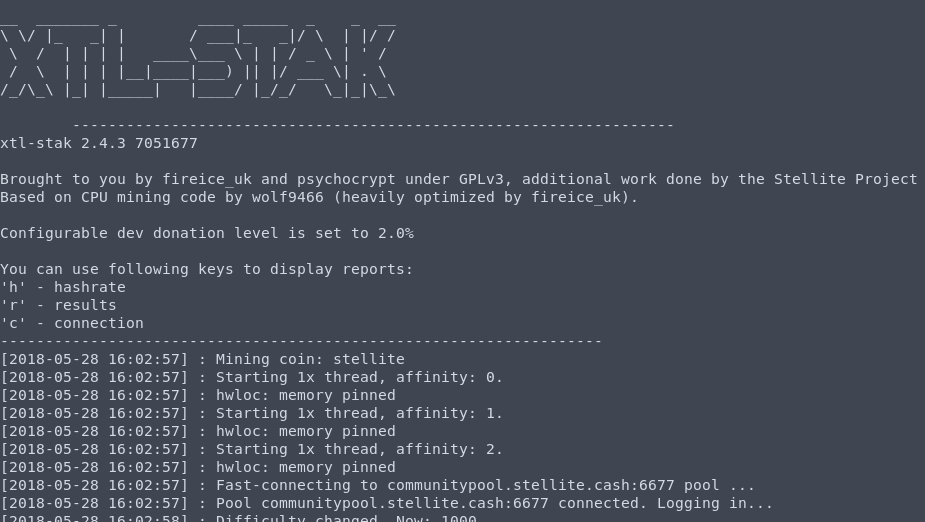 XTL-STAK
------------------------------------------------------------------
xtl-stak 2.4.3 7051677
Brought to you by fireice_uk and psychocrypt under GPLv3, additional work done by the Stellite Project
Based on CPU mining code by wolf9466 (heavily optimized by fireice_uk).
Configurable dev donation level is set to 2.0%
You can use following keys to display reports:
'h' - hashrate
'r' - results
'c' - connection
-------------------------------------------------------------------
[2018-05-28 16:02:57] : Mining coin: stellite
[2018-05-28 16:02:57] : Starting 1x thread, affinity: 0.
[2018-05-28 16:02:57] : hwloc: memory pinned
[2018-05-28 16:02:57] : Starting 1x thread, affinity: 1.
[2018-05-28 16:02:57] : hwloc: memory pinned
[2018-05-28 16:02:57] : Starting 1x thread, affinity: 2.
[2018-05-28 16:02:57] : hwloc: memory pinned
[2018-05-28 16:02:57] : Fast-connecting to communitypool.stellite.cash:6677 pool ...
[2018-05-28 16:02:57] : Pool communitypool.stellite.cash:6677 connected. Logging in...
[2018-05-28 16:02:58] : Difficulty changed. Now: 1000.